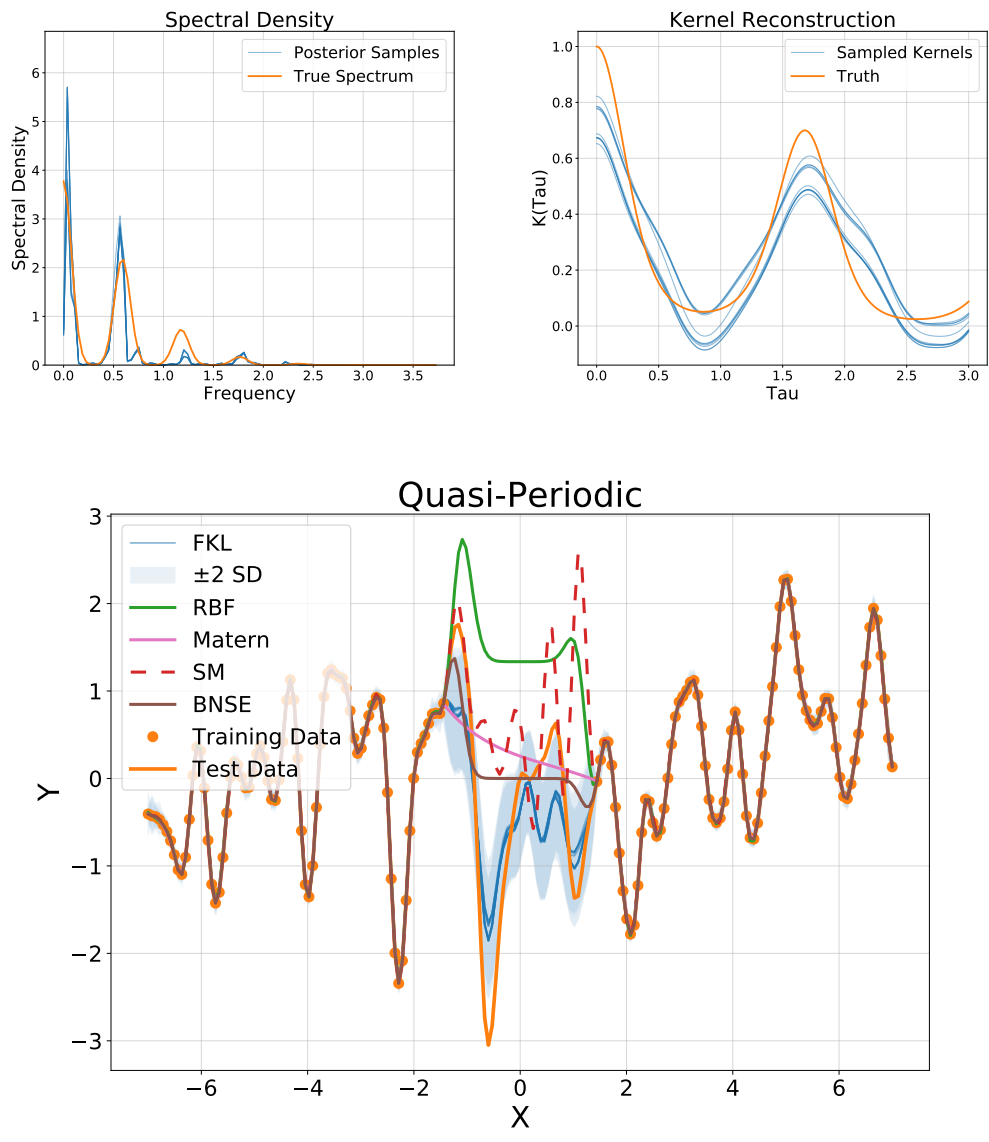 Spectral Density
Posterior Samples
True Spectrum
Spectral Density
6
5
4
3
2
1
0
0.0 0.5 1.0 1.5 2.0 2.5 3.0 3.5
Frequency
Kernel Reconstruction
Sampled Kernels
Truth
K(Tau)
1.0
0.8
0.6
0.4
0.2
0.0
0.0 0.5 1.0 1.5 2.0 2.5 3.0
Tau
Quasi-Periodic
FKL
±2 SD
RBF
Matern
SM
BNSE
Training Data
Test Data
Y
3
2
1
0
−1
−2
−3
−6 −4 −2 0 2 4 6
X